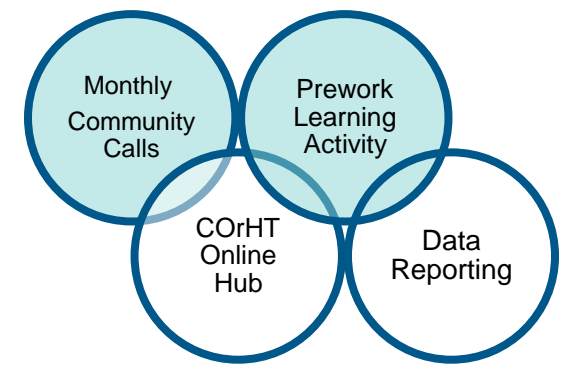 Monthly
Community
Calls
Prework
Learning
Activity
COrHT
Online
Hub
Data
Reporting